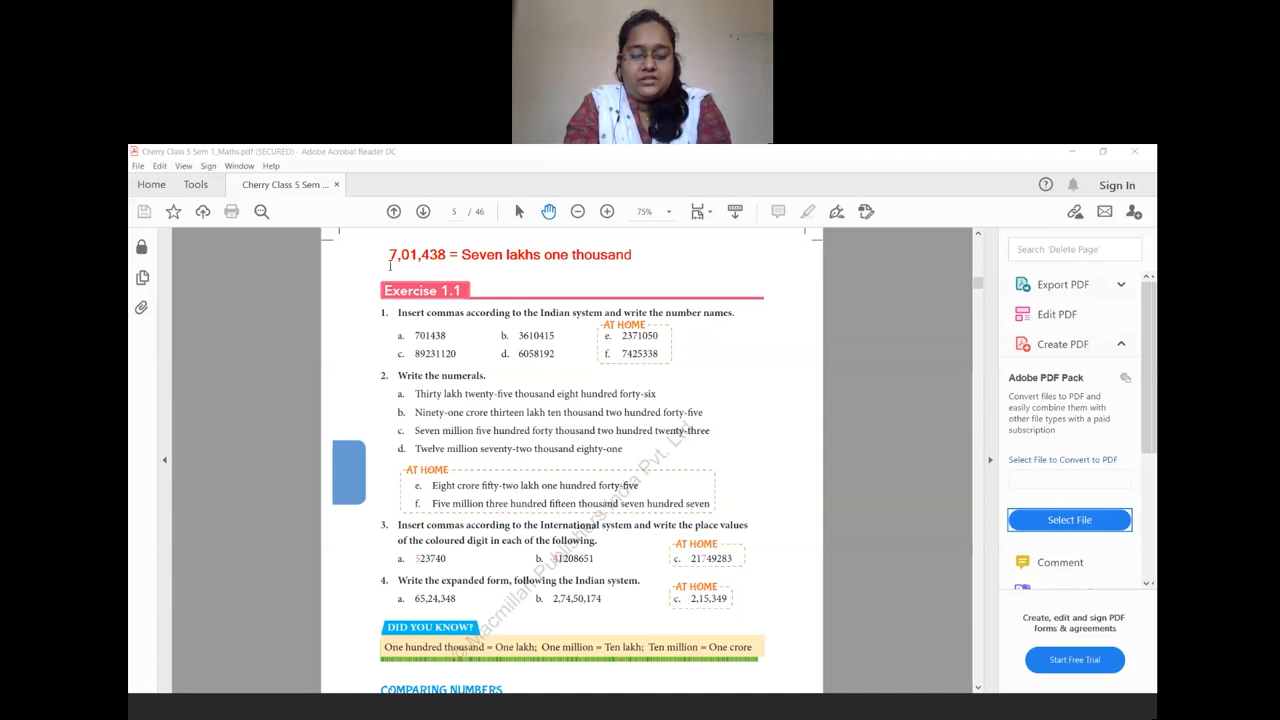 Cherry Class 5 Sem 1_Maths.pdf (SECURED) - Adobe Acrobat Reader DC
File Edit View Sign Window Help
Home Tools Cherry Class 5 Sem ... × Sign In
5 / 46 75%
7,01,438 = Seven lakhs one thousand
Exercise 1.1
1. Insert commas according to the Indian system and write the number names.
AT HOME
a. 701438 b. 3610415 e. 2371050
c. 89231120 d. 6058192 f. 7425338
2. Write the numerals.
a. Thirty lakh twenty-five thousand eight hundred forty-six
b. Ninety-one crore thirteen lakh ten thousand two hundred forty-five
c. Seven million five hundred forty thousand two hundred twenty-three
d. Twelve million seventy-two thousand eighty-one
AT HOME
e. Eight crore fifty-two lakh one hundred forty-five
f. Five million three hundred fifteen thousand seven hundred seven
3. Insert commas according to the International system and write the place values
of the coloured digit in each of the following.
AT HOME
a. 523740 b. 41208651 c. 21749283
4. Write the expanded form, following the Indian system.
AT HOME
a. 65,24,348 b. 2,74,50,174 c. 2,15,349
DID YOU KNOW?
One hundred thousand = One lakh; One million = Ten lakh; Ten million = One crore
COMPARING NUMBERS
© Macmillan Publishers India Pvt. Ltd
Search 'Delete Page'
Export PDF
Edit PDF
Create PDF
Adobe PDF Pack
Convert files to PDF and
easily combine them with
other file types with a paid
subscription
Select File to Convert to PDF
Select File
Comment
Create, edit and sign PDF
forms & agreements
Start Free Trial